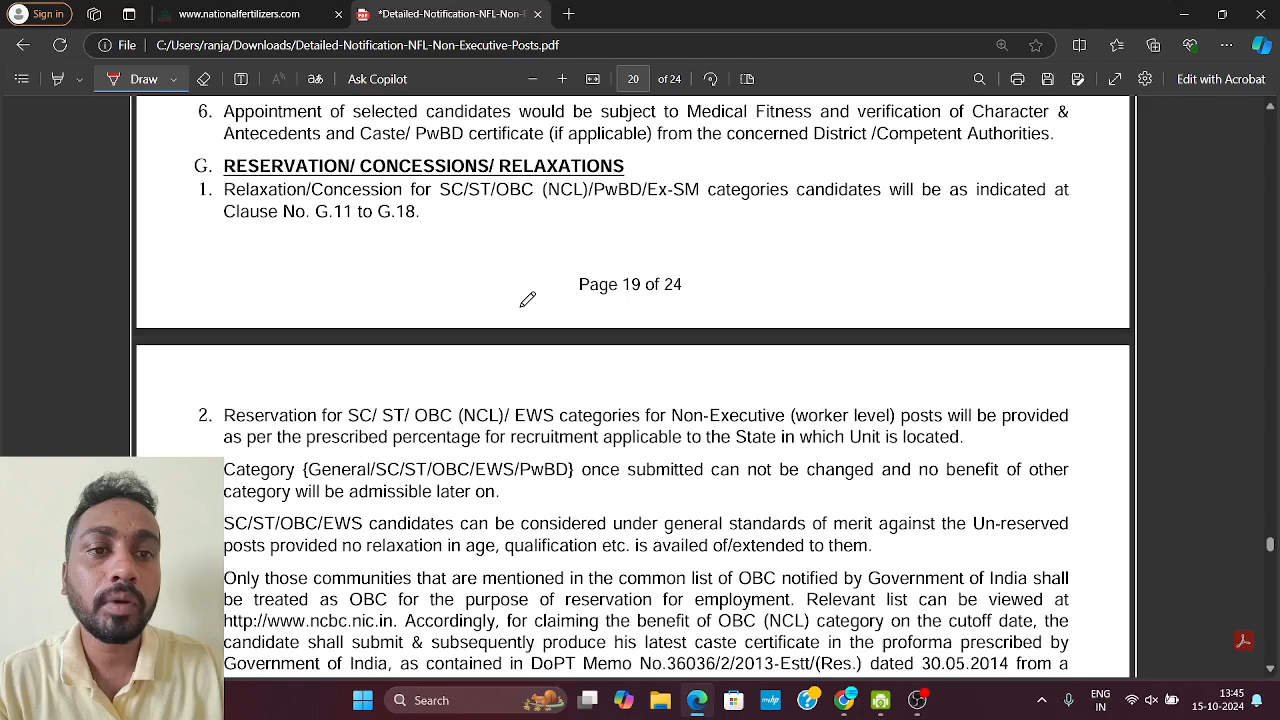 Sign in
www.nationalfertilizers.com
*Detailed-Notification-NFL-Non-
File
C:/Users/ranja/Downloads/Detailed-Notification-NFL-Non-Executive-Posts.pdf
Draw
Ask Copilot
20 of 24
Edit with Acrobat
6. Appointment of selected candidates would be subject to Medical Fitness and verification of Character &
Antecedents and Caste/ PwBD certificate (if applicable) from the concerned District /Competent Authorities.
G. RESERVATION/ CONCESSIONS/ RELAXATIONS
1. Relaxation/Concession for SC/ST/OBC (NCL)/PwBD/Ex-SM categories candidates will be as indicated at
Clause No. G.11 to G.18.
Page 19 of 24
2. Reservation for SC/ ST/ OBC (NCL)/ EWS categories for Non-Executive (worker level) posts will be provided
as per the prescribed percentage for recruitment applicable to the State in which Unit is located.
Category {General/SC/ST/OBC/EWS/PwBD} once submitted can not be changed and no benefit of other
category will be admissible later on.
SC/ST/OBC/EWS candidates can be considered under general standards of merit against the Un-reserved
posts provided no relaxation in age, qualification etc. is availed of/extended to them.
Only those communities that are mentioned in the common list of OBC notified by Government of India shall
be treated as OBC for the purpose of reservation for employment. Relevant list can be viewed at
http://www.ncbc.nic.in. Accordingly, for claiming the benefit of OBC (NCL) category on the cutoff date, the
candidate shall submit & subsequently produce his latest caste certificate in the proforma prescribed by
Government of India, as contained in DoPT Memo No.36036/2/2013-Estt/(Res.) dated 30.05.2014 from a
Search
ENG
IN
13:45
15-10-2024